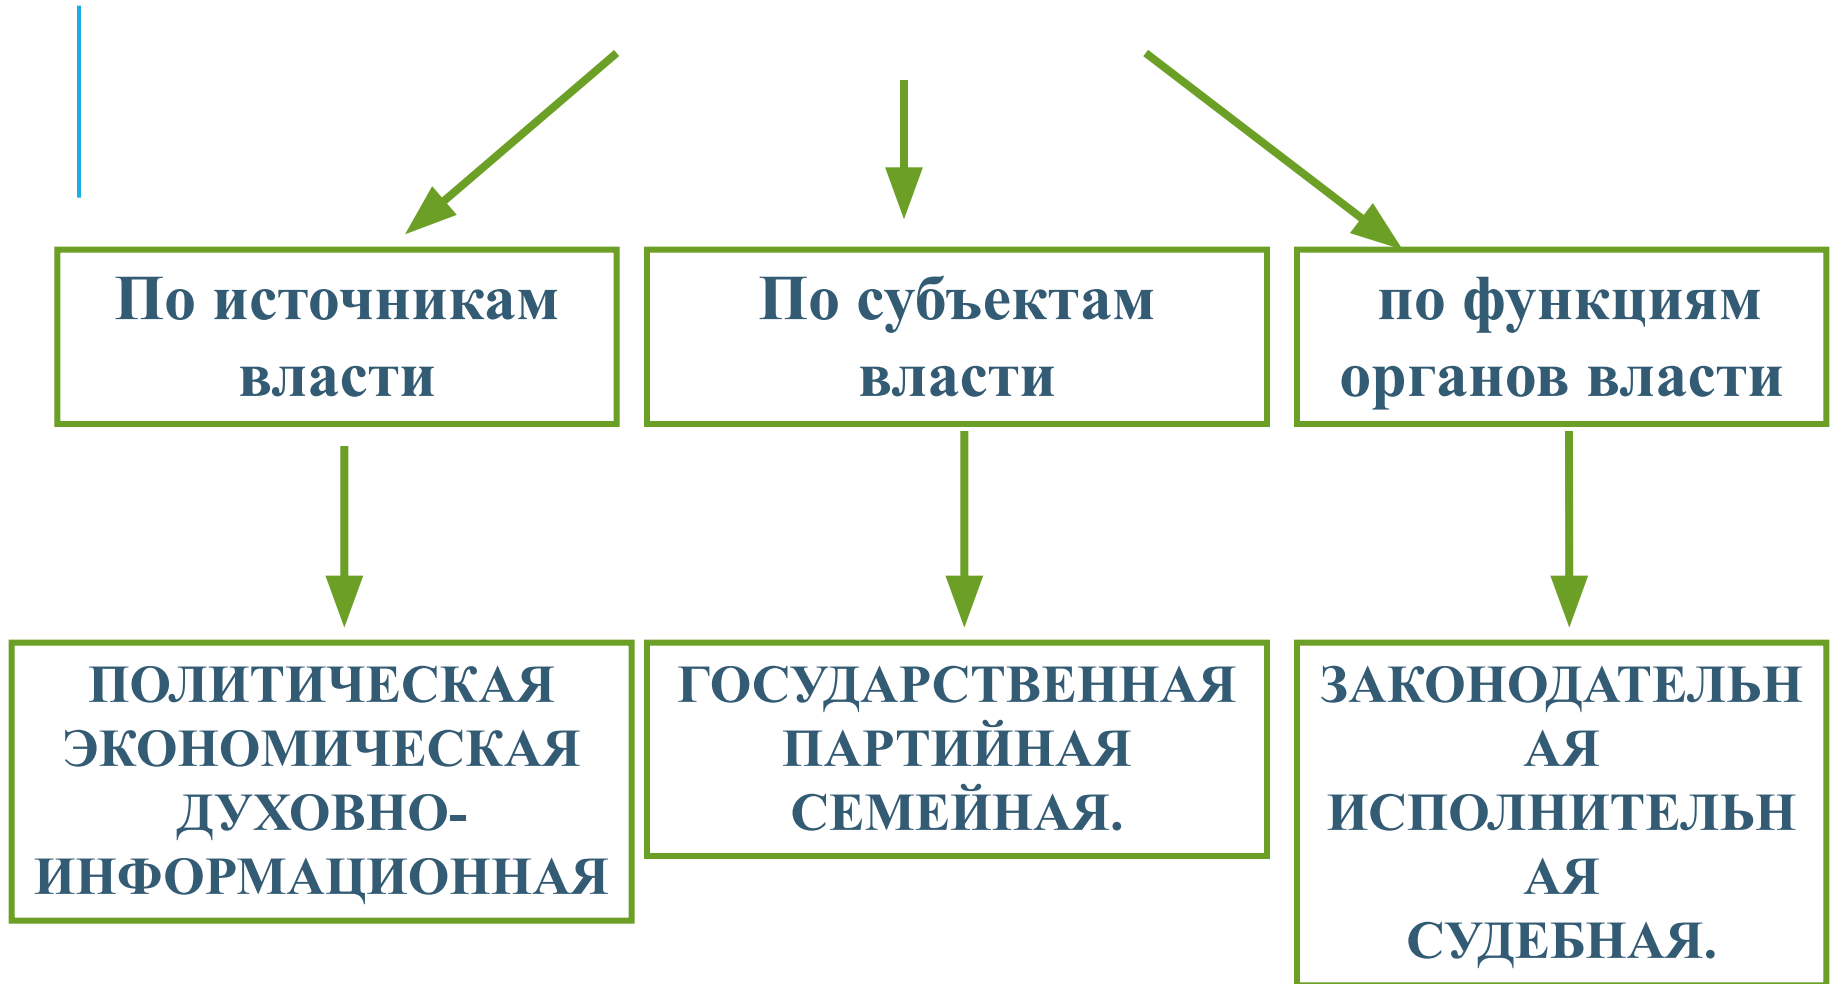 По источникам
власти
По субъектам
власти
по функциям
органов власти
ПОЛИТИЧЕСКАЯ
ЭКОНОМИЧЕСКАЯ
ДУХОВНО-
ИНФОРМАЦИОННАЯ
ГОСУДАРСТВЕННАЯ
ПАРТИЙНАЯ
СЕМЕЙНАЯ.
ЗАКОНОДАТЕЛЬН
АЯ
ИСПОЛНИТЕЛЬН
АЯ
СУДЕБНАЯ.